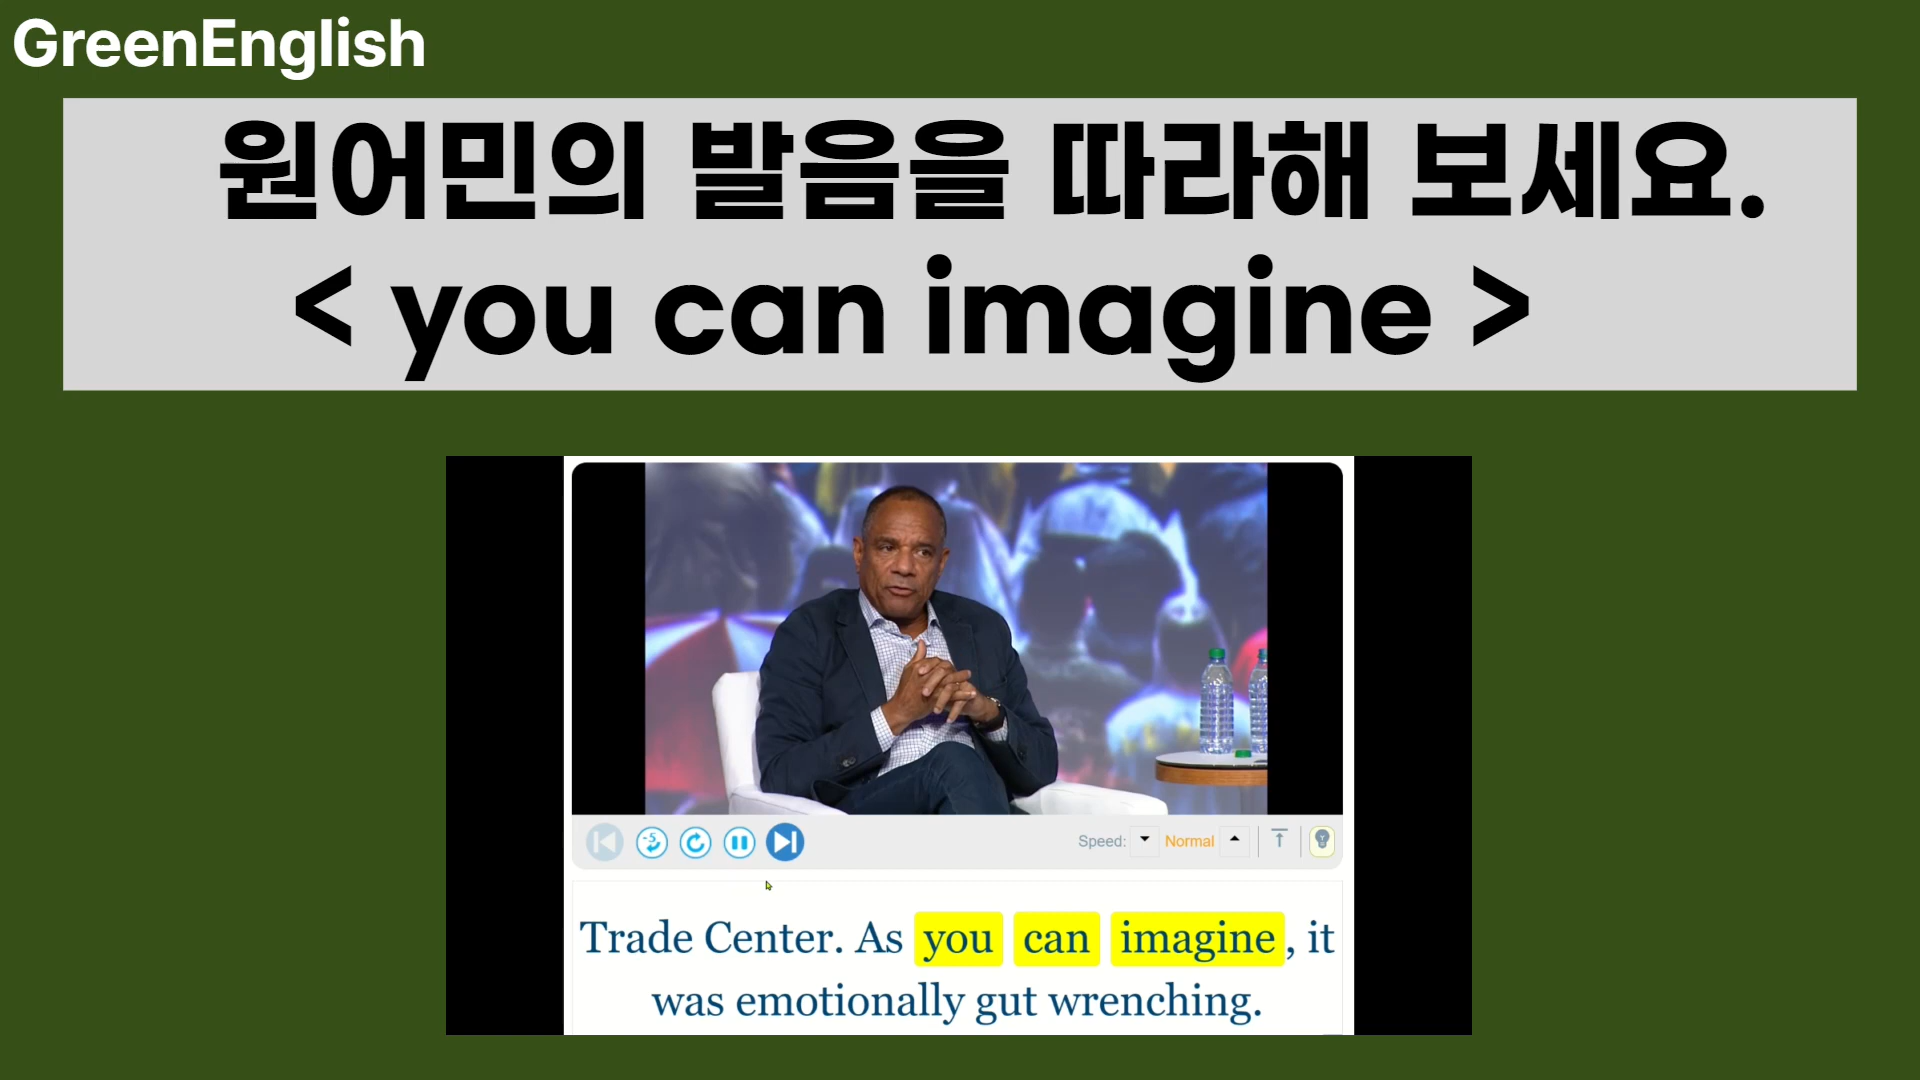 GreenEnglish
원어민의 발음을 따라해 보세요.
< you can imagine >
-5
Speed: Normal
Trade Center. As you can imagine, it
was emotionally gut wrenching.